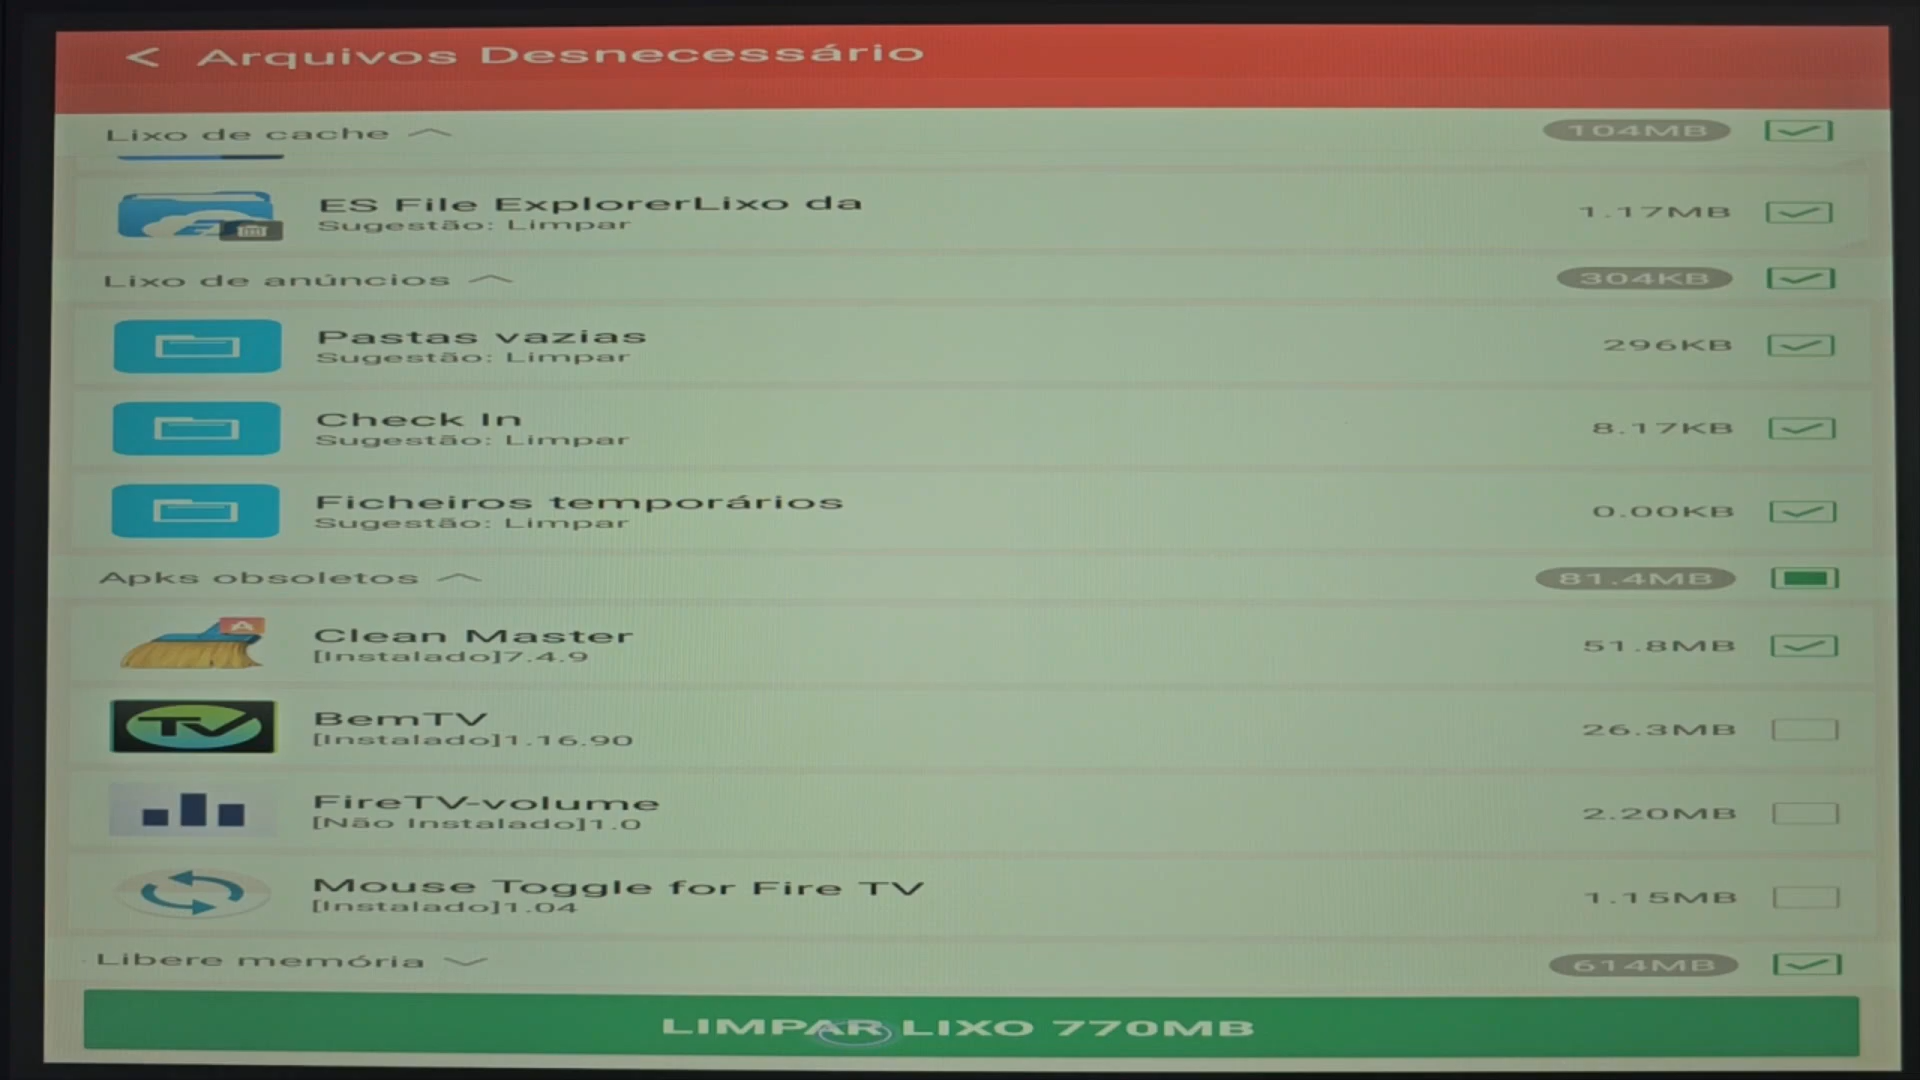 < Arquivos Desnecessário
Lixo de cache 104MB
ES File ExplorerLixo da 1.17MB
Sugestão: Limpar
Lixo de anúncios 304KB
Pastas vazias 296KB
Sugestão: Limpar
Check In 8.17KB
Sugestão: Limpar
Ficheiros temporários 0.00KB
Sugestão: Limpar
Apks obsoletos 81.4MB
A
Clean Master 51.8MB
[Instalado]7.4.9
TV
BemTV 26.3MB
[Instalado]1.16.90
FireTV-volume 2.20MB
[Não Instalado]1.0
Mouse Toggle for Fire TV 1.15MB
[Instalado]1.04
Libere memória 614MB
LIMPAR LIXO 770MB